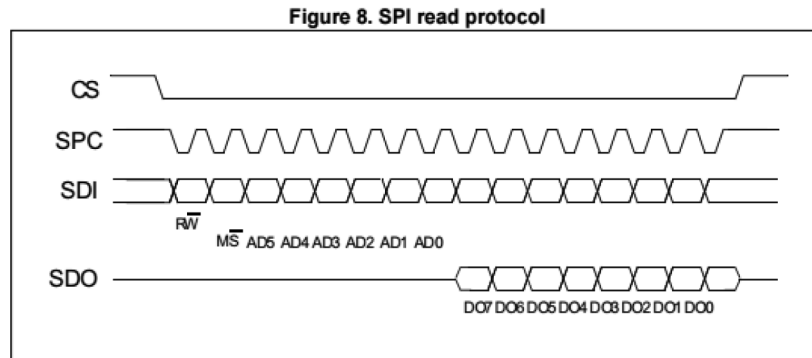 Figure 8. SPI read protocol
CS
SPC
SDI
RW̅
MS̅ AD5 AD4 AD3 AD2 AD1 AD0
SDO
DO7 DO6 DO5 DO4 DO3 DO2 DO1 DO0